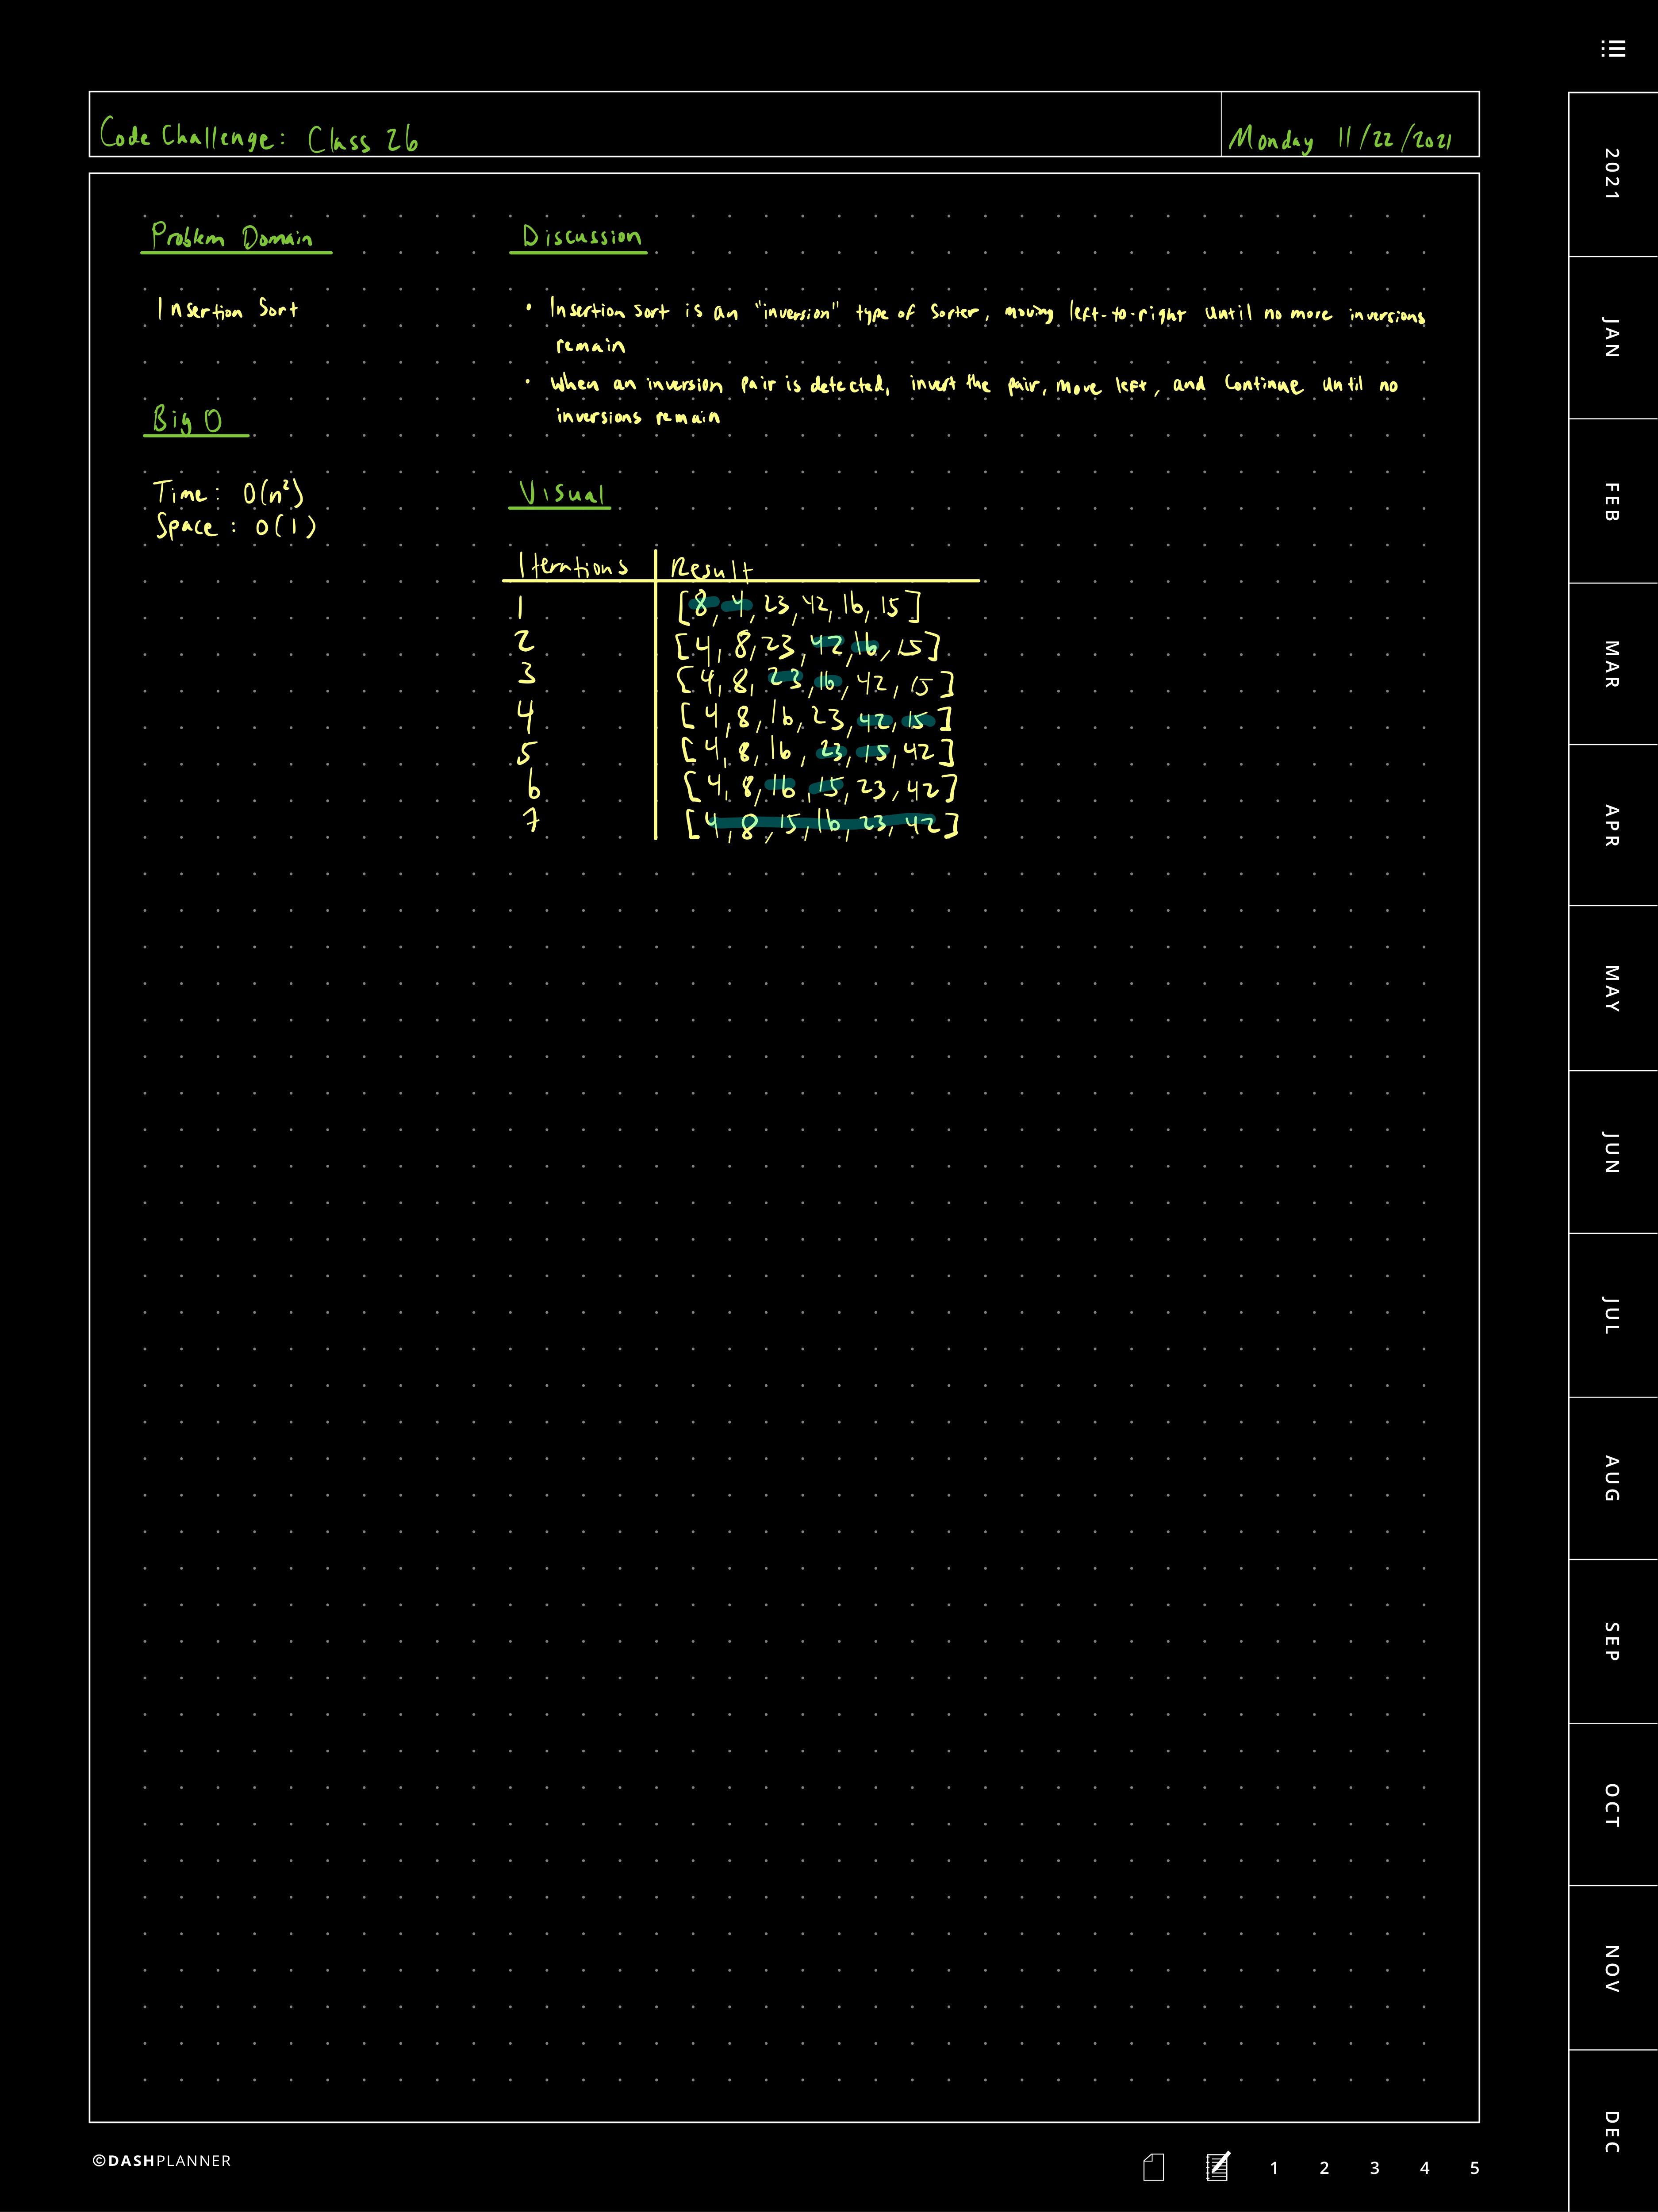 Code Challenge: Class 26
Monday 11/22/2021
Problem Domain
Insertion Sort
Big O
Time: O(n²)
Space: O(1)
Discussion
• Insertion sort is an "inversion" type of sorter, moving left-to-right until no more inversions
remain
• When an inversion pair is detected, invert the pair, move left, and continue until no
inversions remain
Visual
Iterations Result
1 [8, 4, 23, 42, 16, 15]
2 [4, 8, 23, 42, 16, 15]
3 [4, 8, 23, 16, 42, 15]
4 [4, 8, 16, 23, 42, 15]
5 [4, 8, 16, 23, 15, 42]
6 [4, 8, 16, 15, 23, 42]
7 [4, 8, 15, 16, 23, 42]
2021
JAN
FEB
MAR
APR
MAY
JUN
JUL
AUG
SEP
OCT
NOV
DEC
©DASHPLANNER
1 2 3 4 5